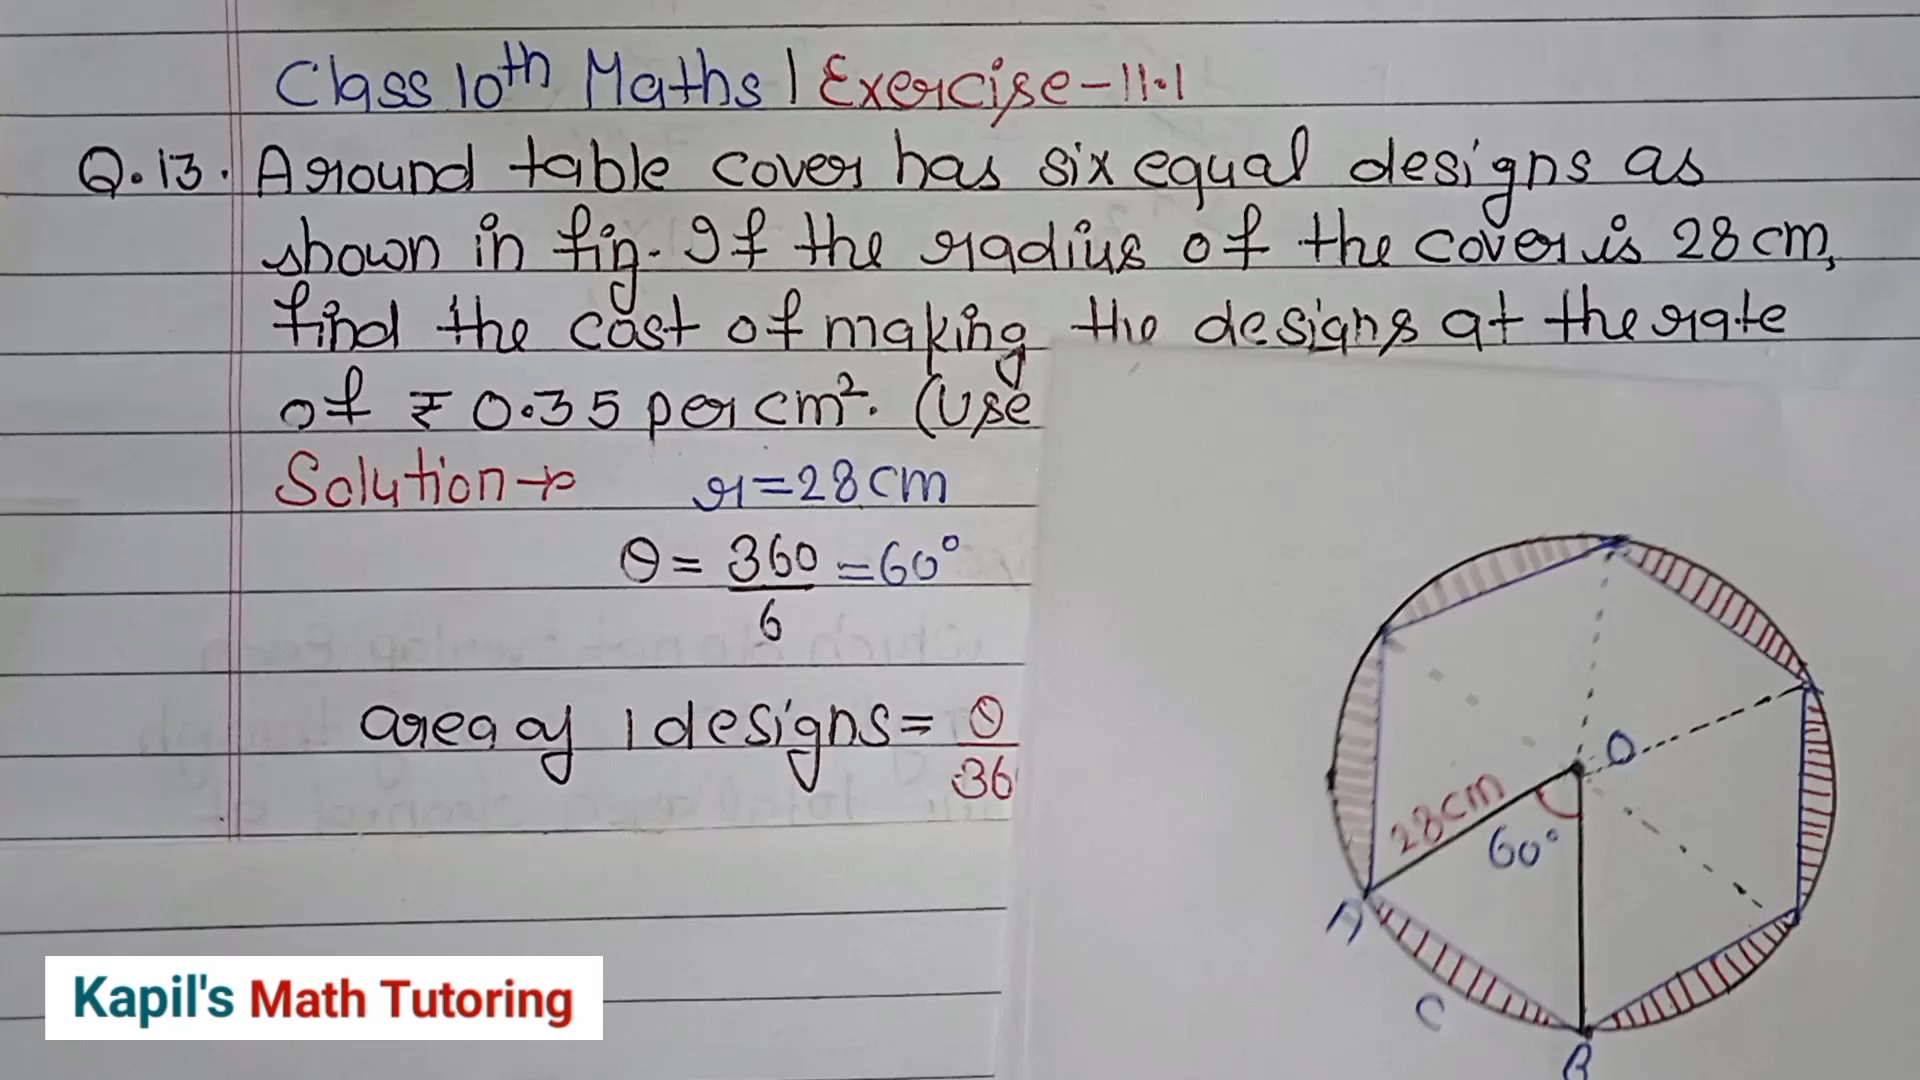 Class 10th Maths | Exercise-11.1
Q.13. A round table cover has six equal designs as
shown in fig. If the radius of the cover is 28 cm,
find the cost of making the designs at the rate
of ₹ 0.35 per cm². (Use
Solution → r = 28 cm
θ = 360/6 = 60°
area of 1 designs = θ/36
O
28cm
60°
A
C
B
Kapil's Math Tutoring